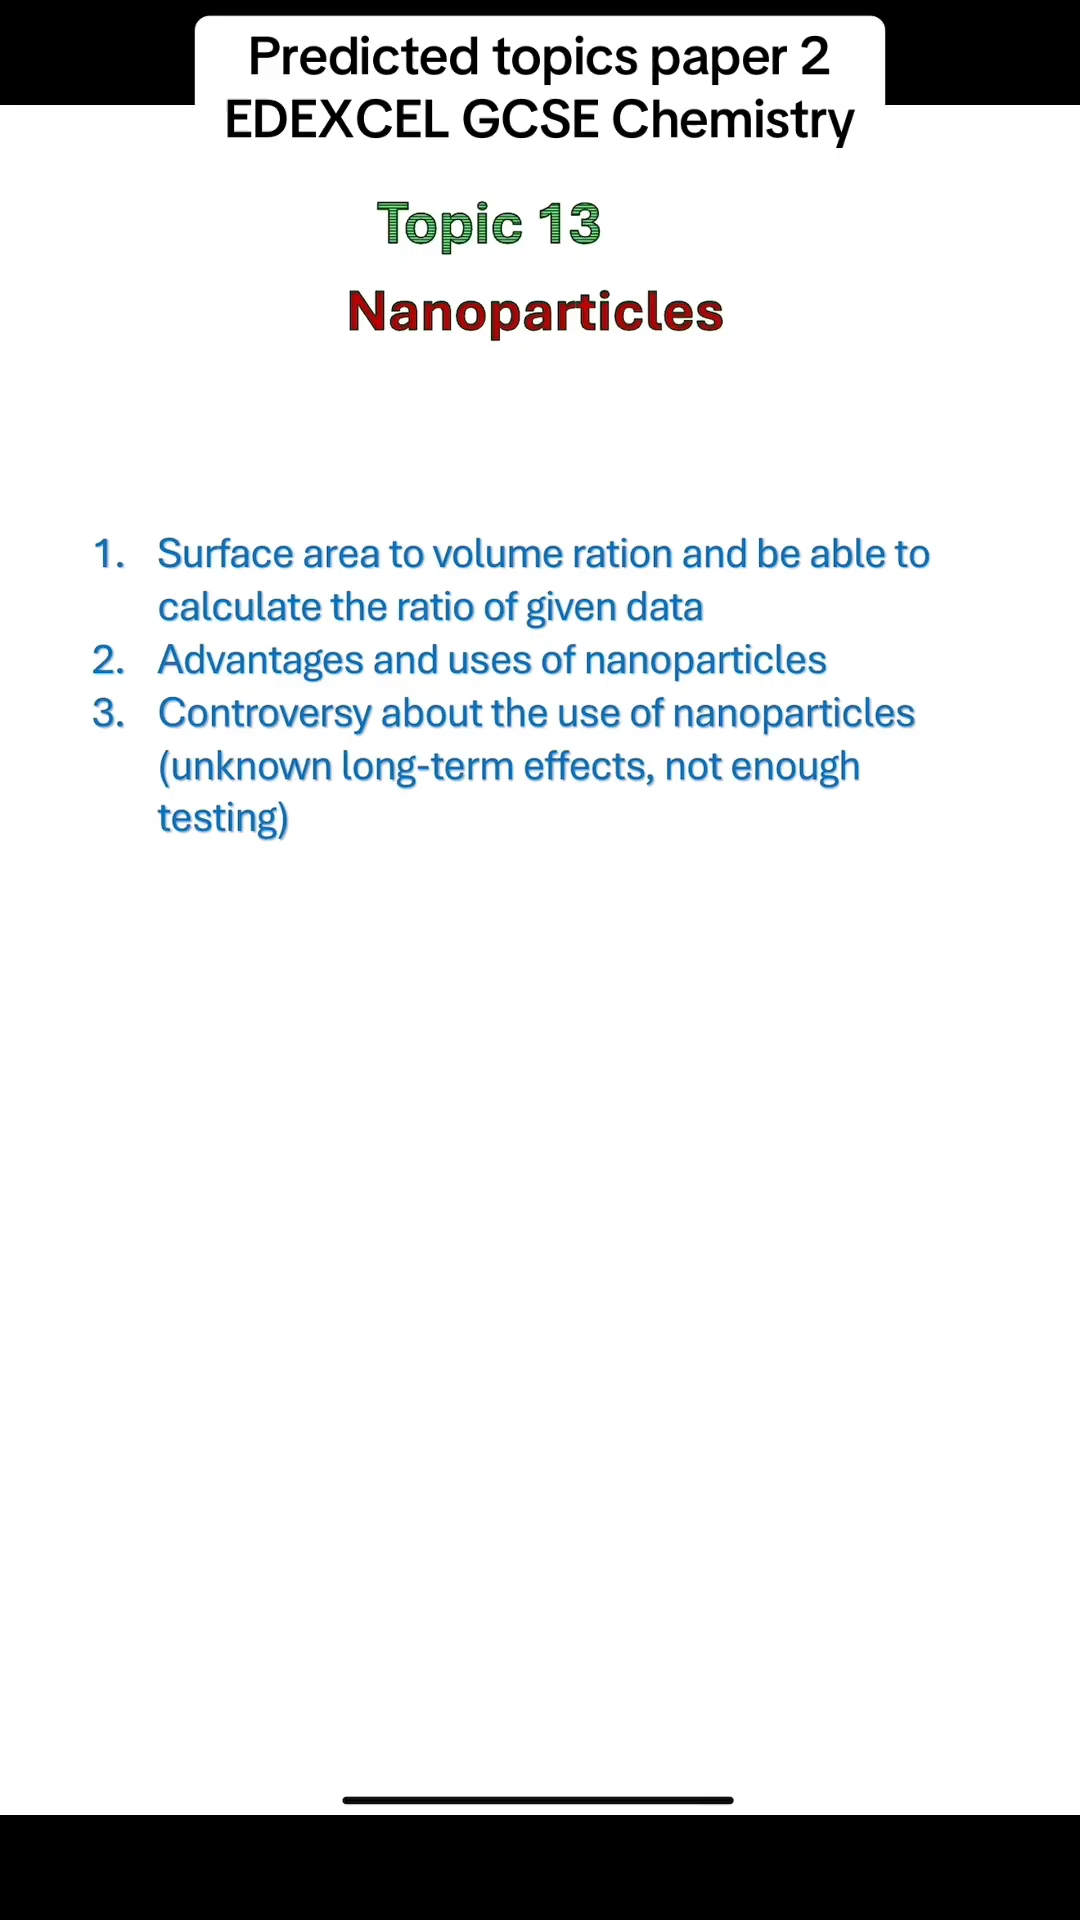 Predicted topics paper 2
EDEXCEL GCSE Chemistry
Topic 13
Nanoparticles
1. Surface area to volume ration and be able to
calculate the ratio of given data
2. Advantages and uses of nanoparticles
3. Controversy about the use of nanoparticles
(unknown long-term effects, not enough
testing)